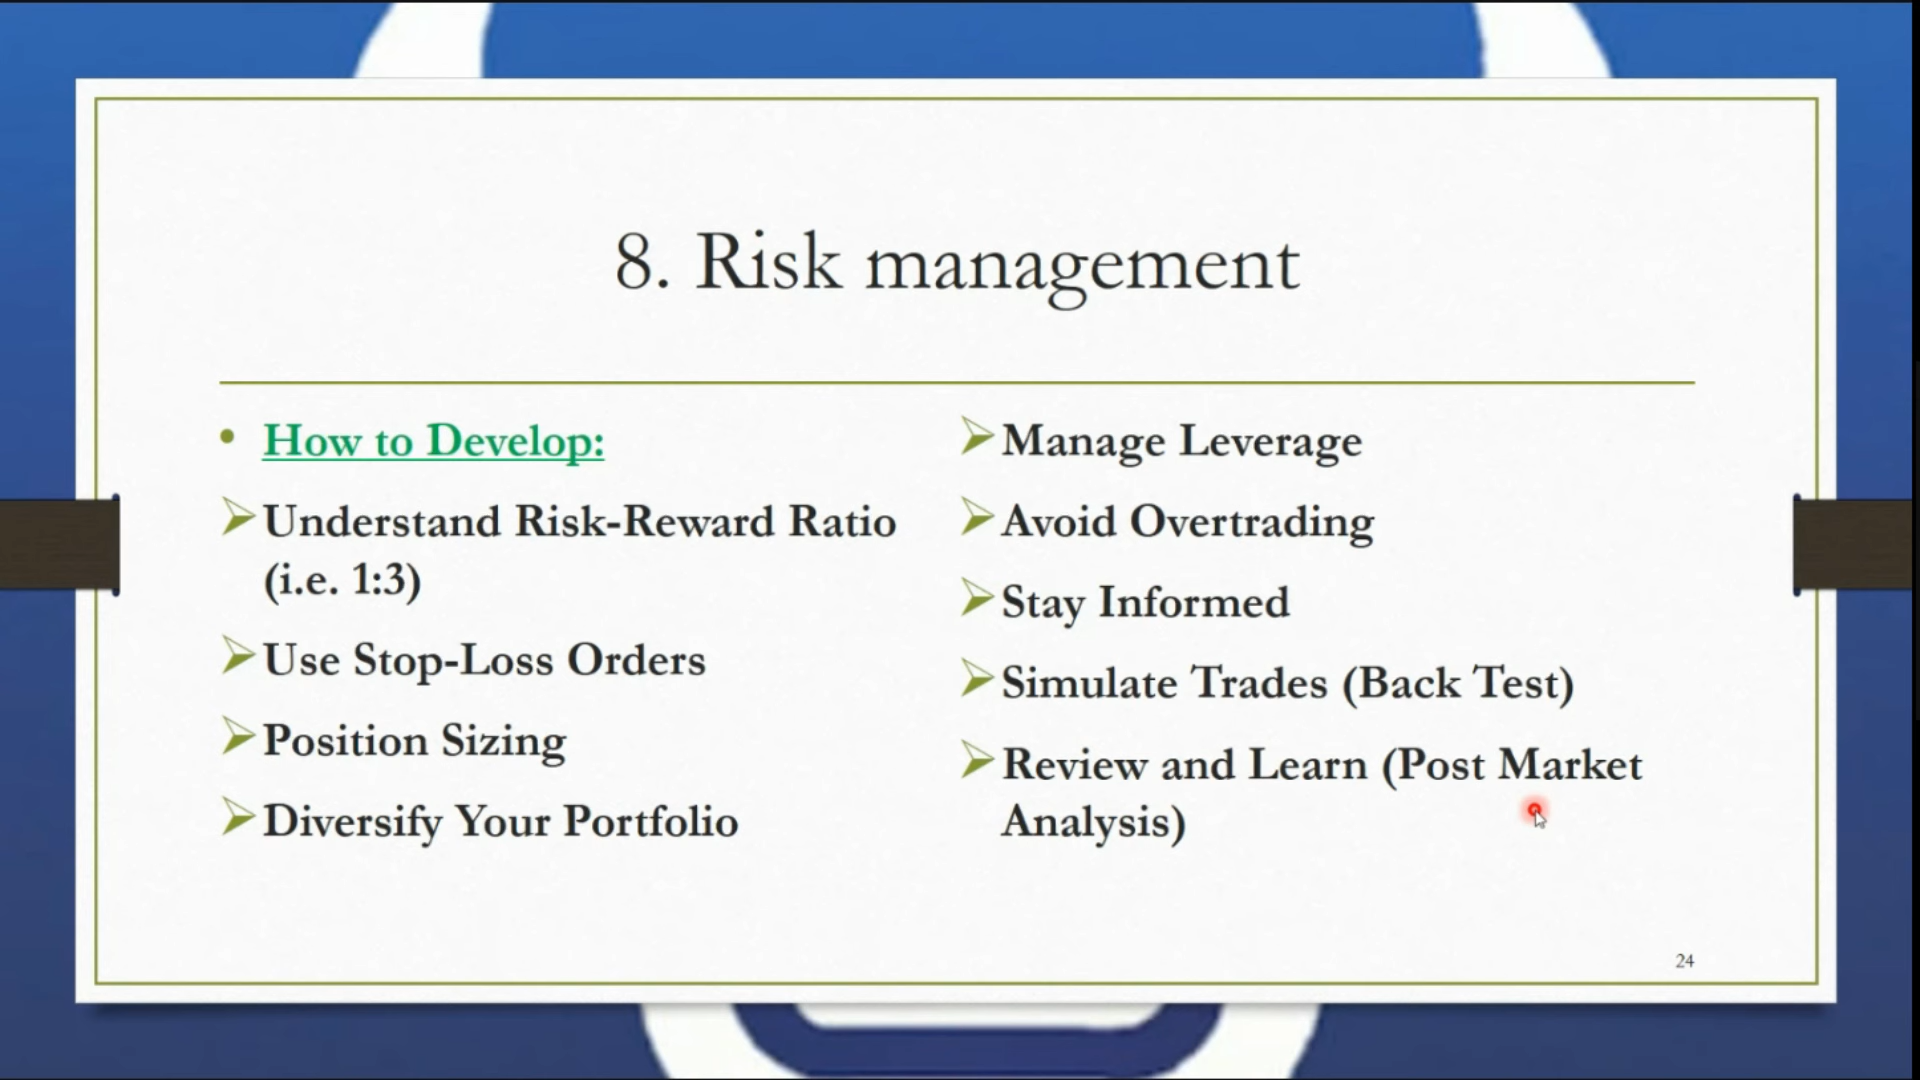 8. Risk management
• How to Develop:
Understand Risk-Reward Ratio
(i.e. 1:3)
Use Stop-Loss Orders
Position Sizing
Diversify Your Portfolio
Manage Leverage
Avoid Overtrading
Stay Informed
Simulate Trades (Back Test)
Review and Learn (Post Market
Analysis)
24